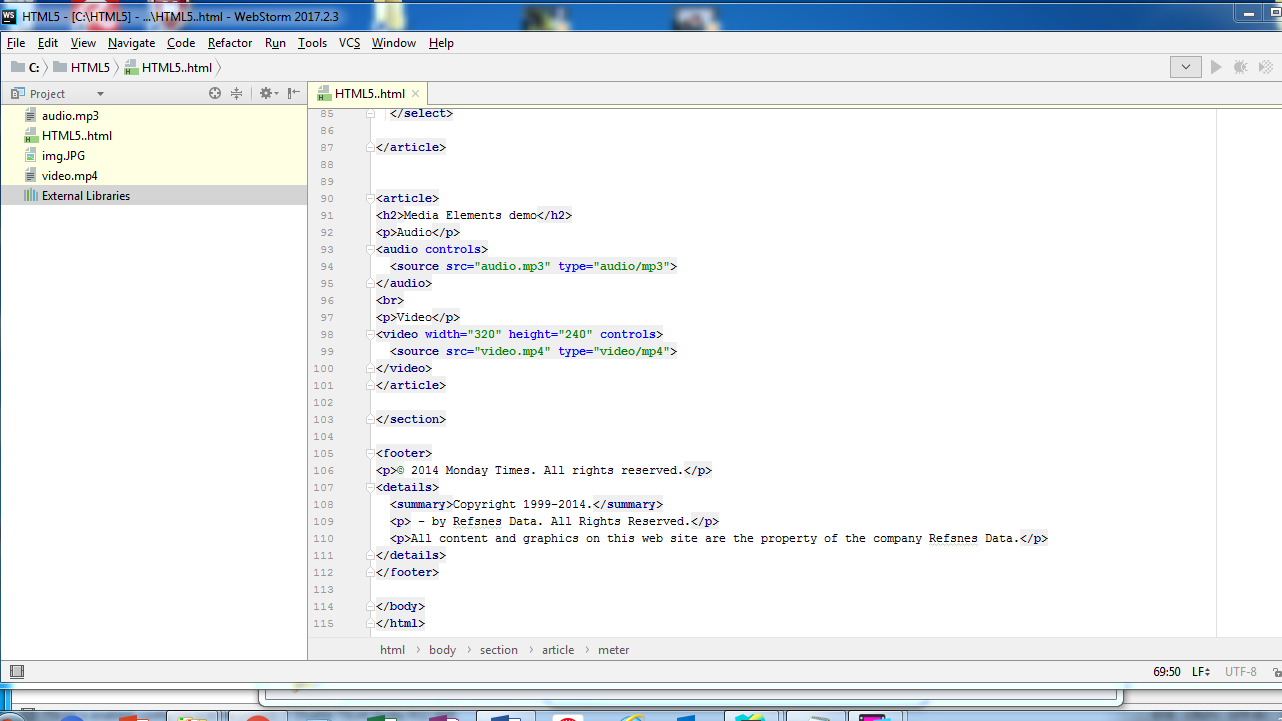 HTML5 - [C:\HTML5] - ...\HTML5..html - WebStorm 2017.2.3
File Edit View Navigate Code Refactor Run Tools VCS Window Help
C: HTML5 HTML5..html
Project
HTML5..html
audio.mp3
HTML5..html
img.JPG
video.mp4
External Libraries
85 </select>
86
87 </article>
88
89
90 <article>
91 <h2>Media Elements demo</h2>
92 <p>Audio</p>
93 <audio controls>
94 <source src="audio.mp3" type="audio/mp3">
95 </audio>
96 <br>
97 <p>Video</p>
98 <video width="320" height="240" controls>
99 <source src="video.mp4" type="video/mp4">
100 </video>
101 </article>
102
103 </section>
104
105 <footer>
106 <p>© 2014 Monday Times. All rights reserved.</p>
107 <details>
108 <summary>Copyright 1999-2014.</summary>
109 <p> - by Refsnes Data. All Rights Reserved.</p>
110 <p>All content and graphics on this web site are the property of the company Refsnes Data.</p>
111 </details>
112 </footer>
113
114 </body>
115 </html>
html body section article meter
69:50 LF UTF-8